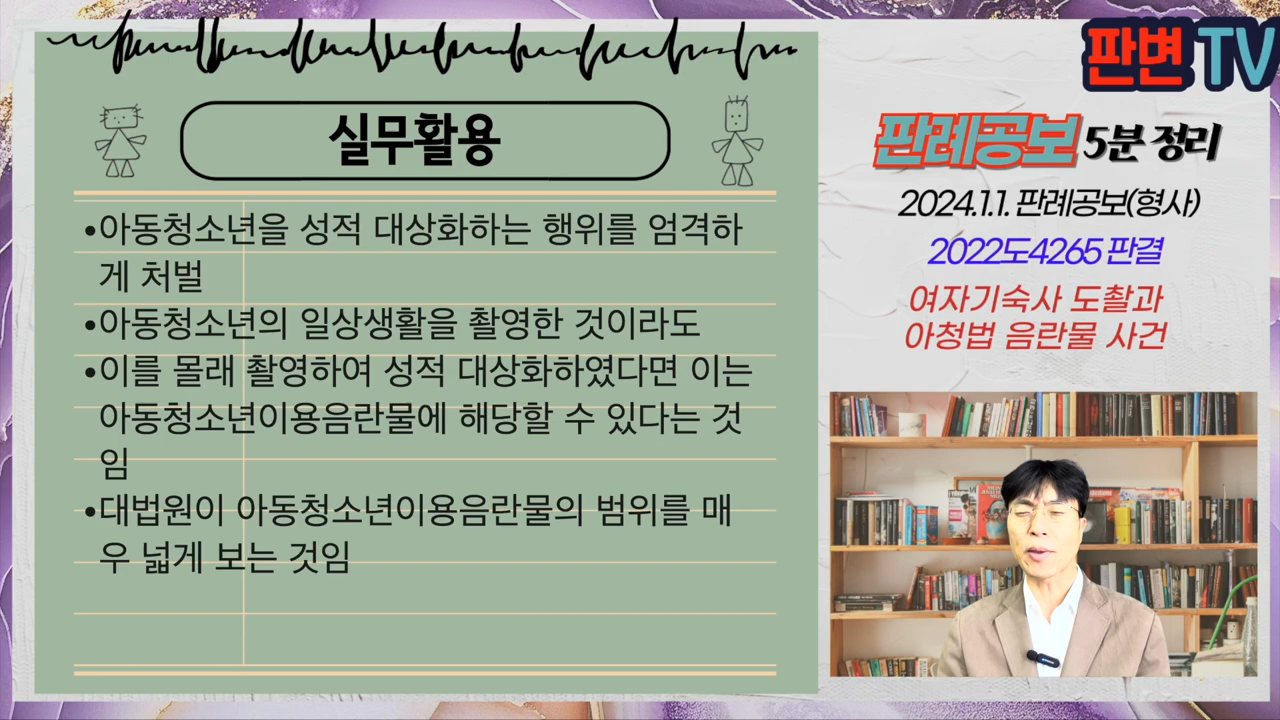 판변 TV
실무활용
•아동청소년을 성적 대상화하는 행위를 엄격하
게 처벌
•아동청소년의 일상생활을 촬영한 것이라도
•이를 몰래 촬영하여 성적 대상화하였다면 이는
아동청소년이용음란물에 해당할 수 있다는 것
임
•대법원이 아동청소년이용음란물의 범위를 매
우 넓게 보는 것임
판례공보 5분 정리
2024.1.1. 판례공보(형사)
2022도4265 판결
여자기숙사 도촬과
아청법 음란물 사건